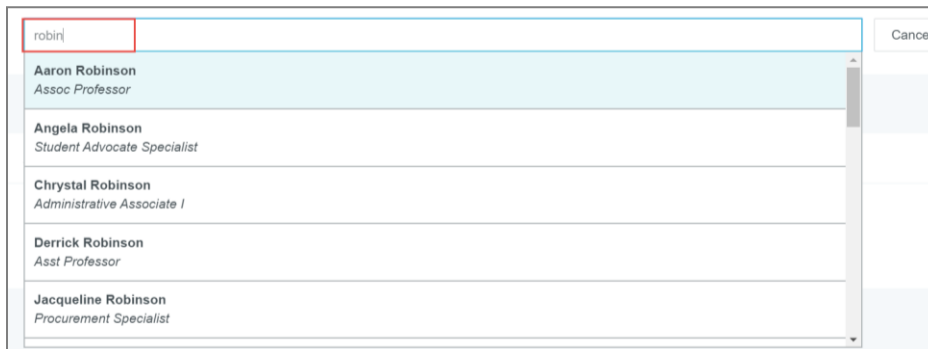 robin
Cance
Aaron Robinson
Assoc Professor
Angela Robinson
Student Advocate Specialist
Chrystal Robinson
Administrative Associate I
Derrick Robinson
Asst Professor
Jacqueline Robinson
Procurement Specialist